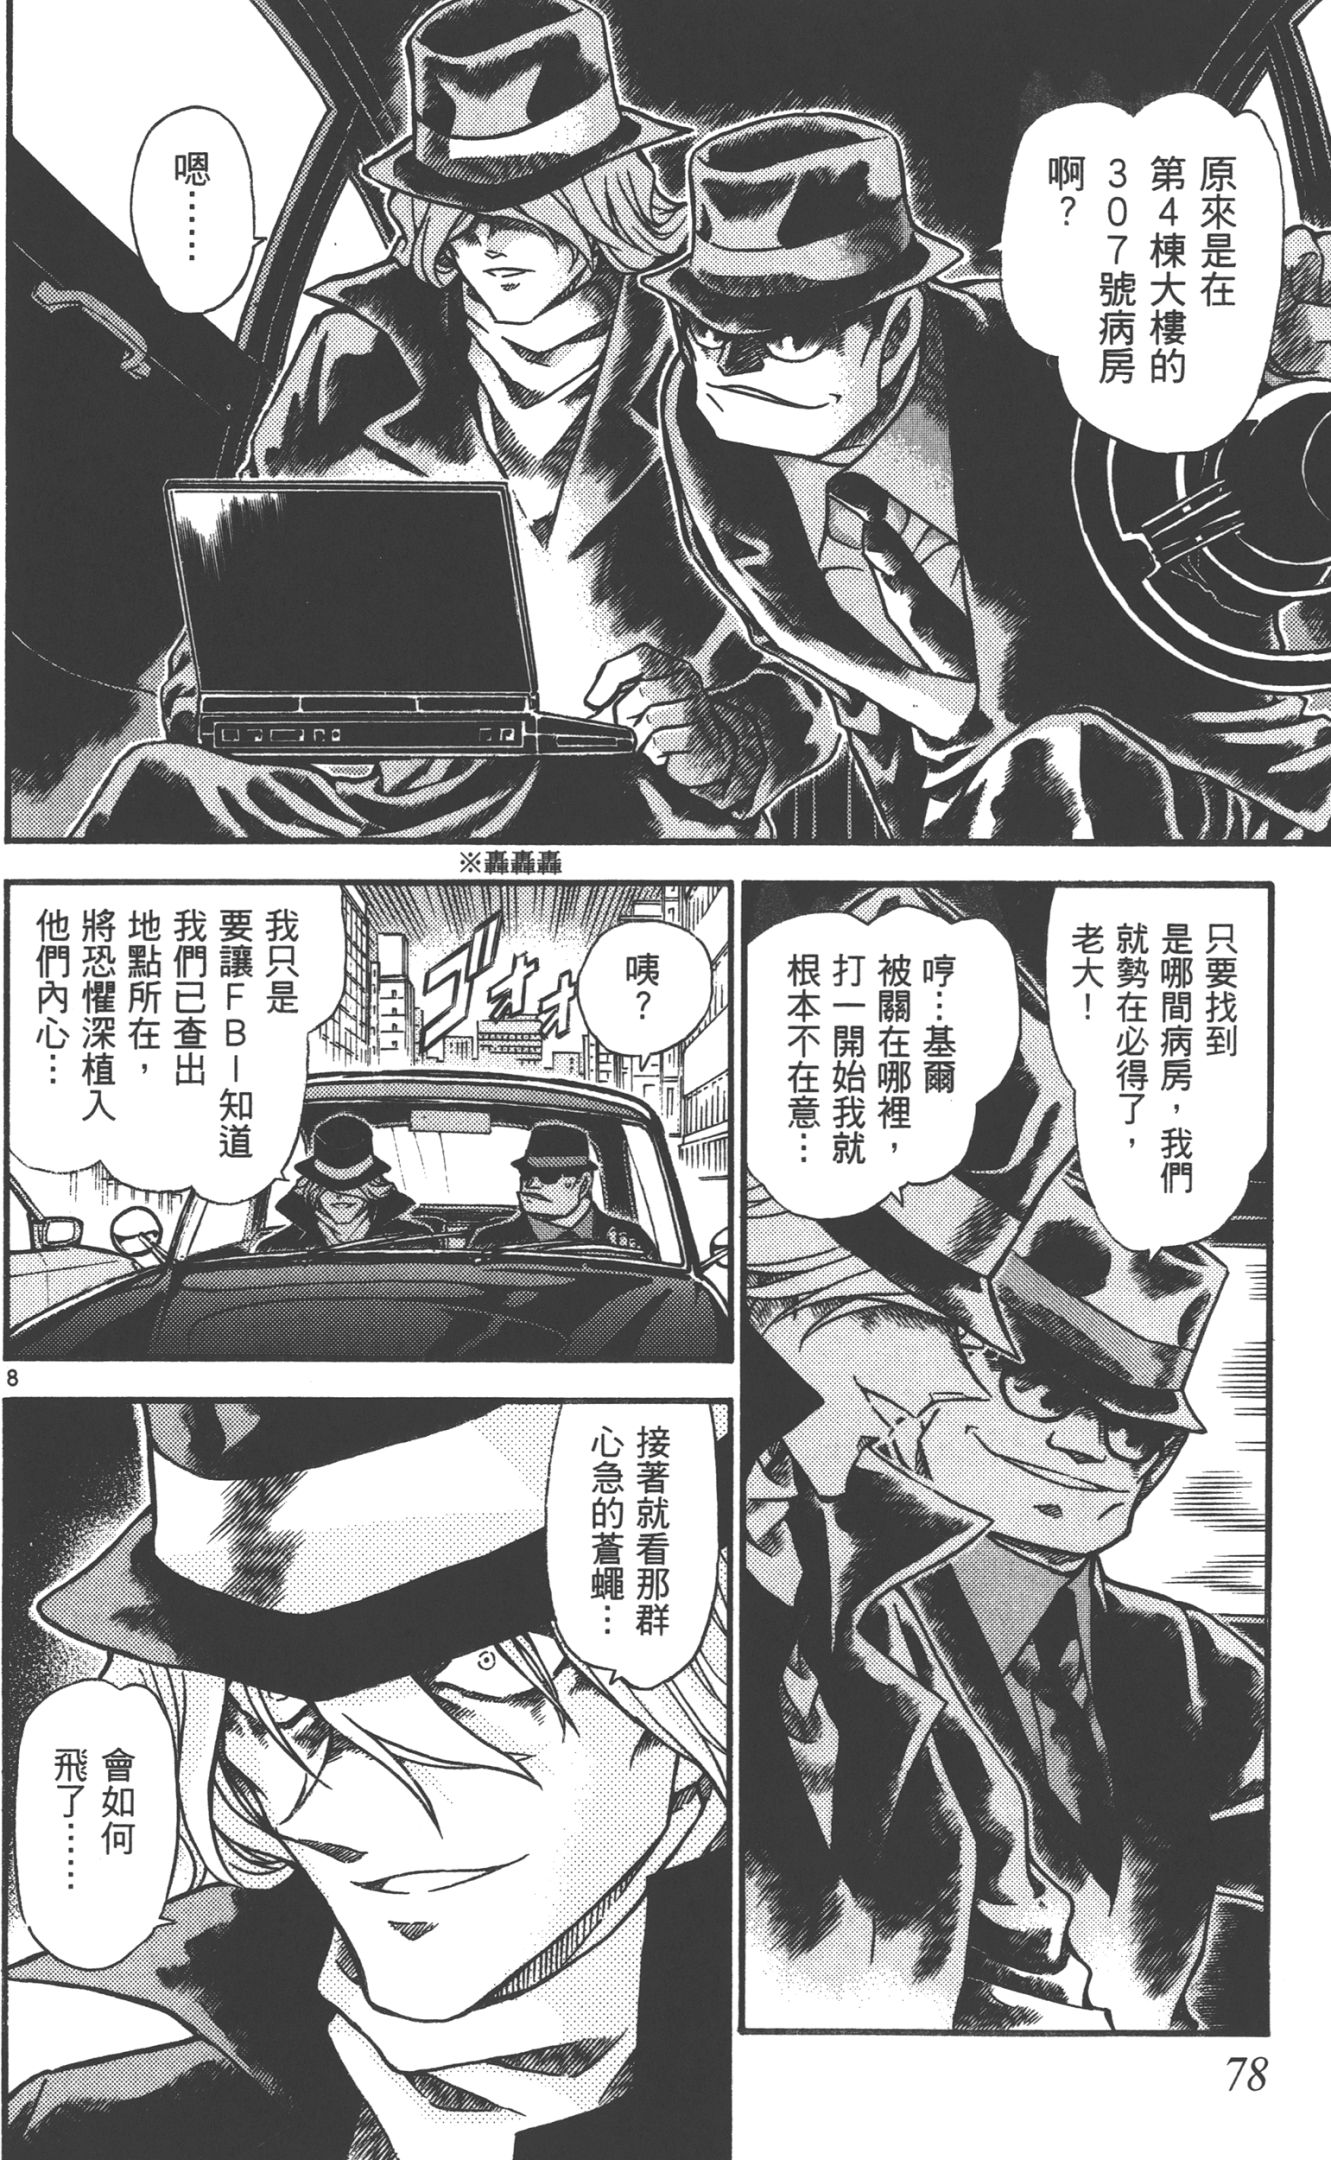 原來是在
第4棟大樓的
307號病房
啊？
嗯……
※轟轟轟
只要找到
是哪間病房，我們
就勢在必得了，
老大！
哼…基爾
被關在哪裡，
打一開始我就
根本不在意…
咦？
ゴォォォ
我只是
要讓FBI知道
我們已查出
地點所在，
將恐懼深植入
他們內心…
8
接著就看那群
心急的蒼蠅…
會如何
飛了……
78